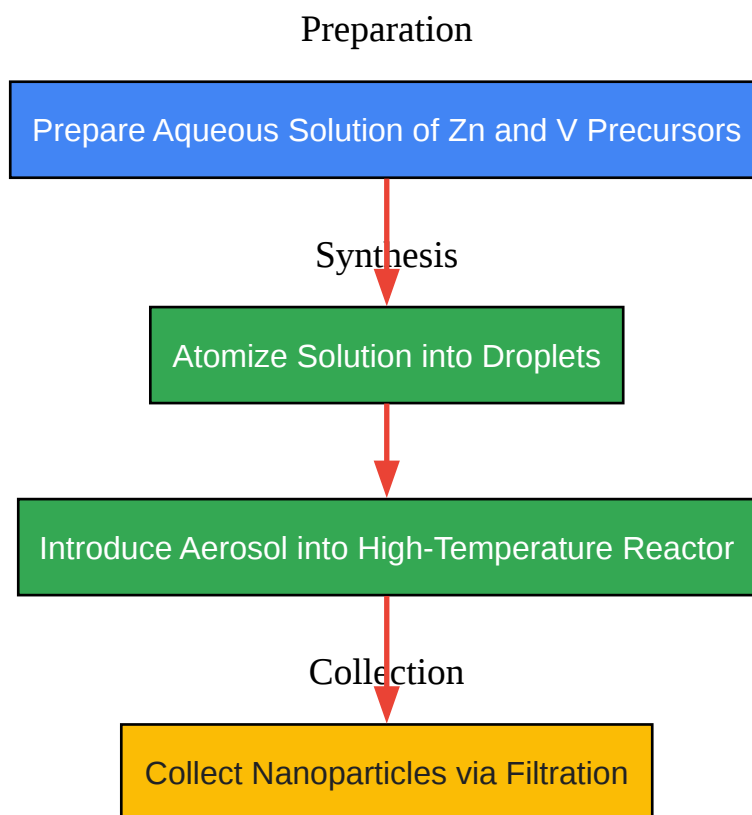 Preparation
Prepare Aqueous Solution of Zn and V Precursors
Synthesis
Atomize Solution into Droplets
Introduce Aerosol into High-Temperature Reactor
Collection
Collect Nanoparticles via Filtration